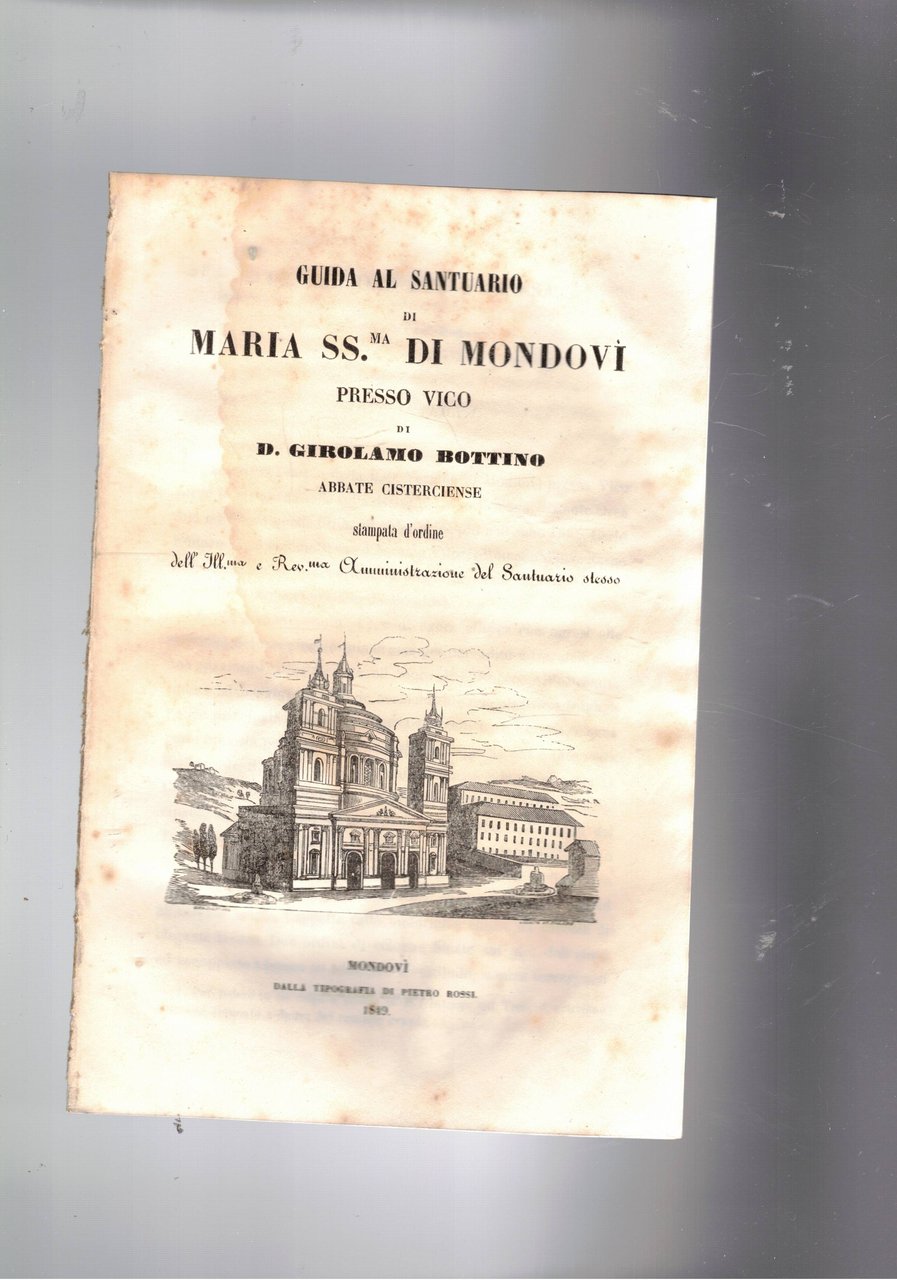 GUIDA AL SANTUARIO
DI
MARIA SS.MA DI MONDOVÌ
PRESSO VICO
DI
D. GIROLAMO BOTTINO
ABBATE CISTERCIENSE
stampata d'ordine
dell' Ill.ma e Rev.ma Amministrazione del Santuario stesso
MONDOVÌ
DALLA TIPOGRAFIA DI PIETRO ROSSI.
1849.